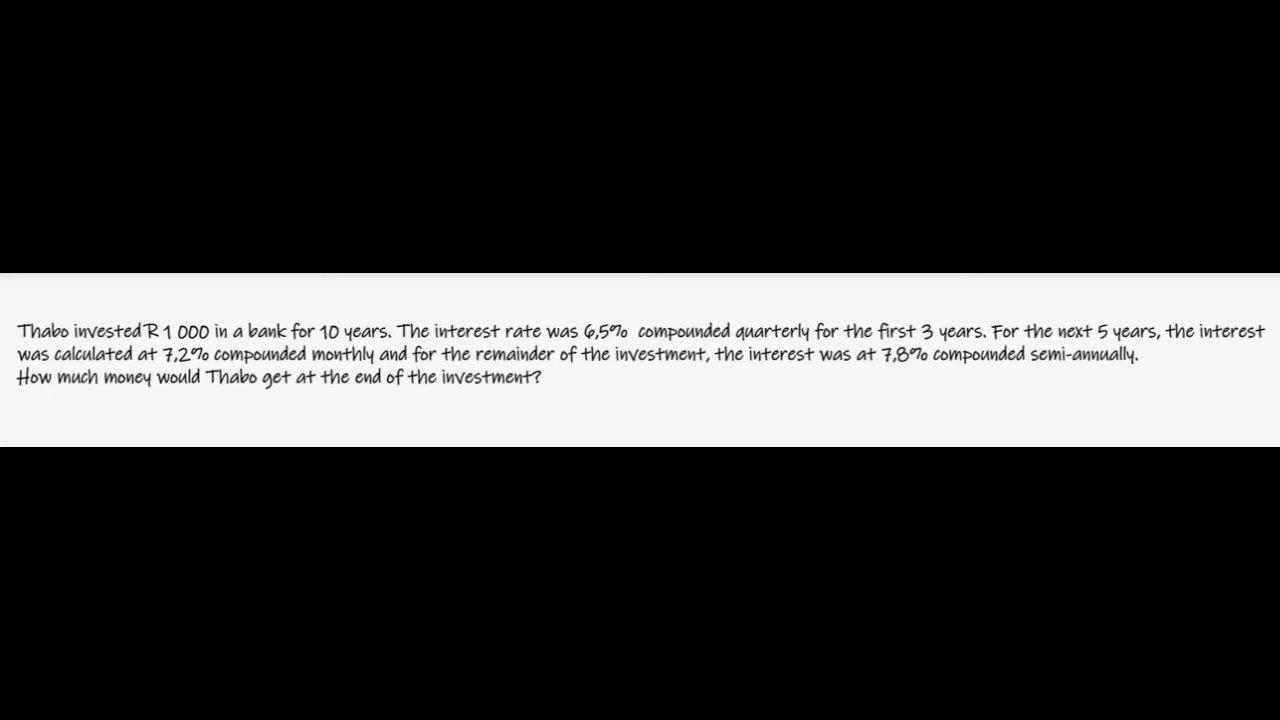 Thabo invested R 1 000 in a bank for 10 years. The interest rate was 6,5% compounded quarterly for the first 3 years. For the next 5 years, the interest
was calculated at 7,2% compounded monthly and for the remainder of the investment, the interest was at 7,8% compounded semi-annually.
How much money would Thabo get at the end of the investment?